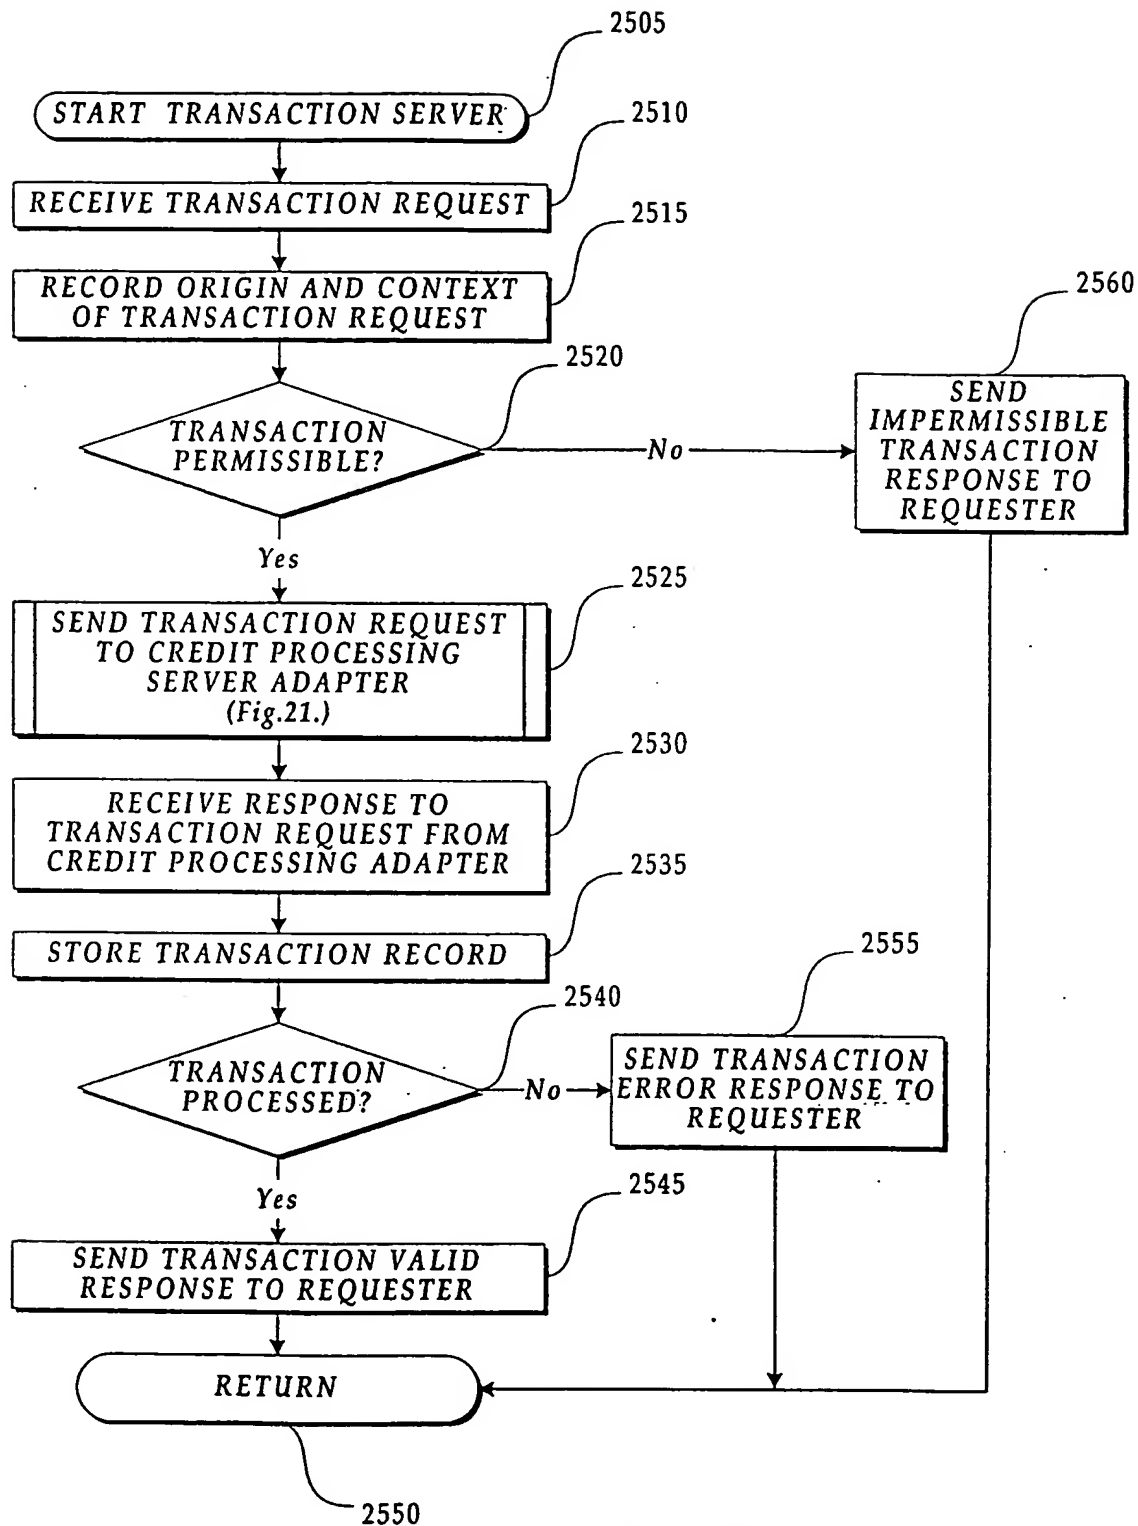 2505
START TRANSACTION SERVER
2510
RECEIVE TRANSACTION REQUEST
2515
RECORD ORIGIN AND CONTEXT
OF TRANSACTION REQUEST
2520
TRANSACTION
PERMISSIBLE?
No
2560
SEND
IMPERMISSIBLE
TRANSACTION
RESPONSE TO
REQUESTER
Yes
2525
SEND TRANSACTION REQUEST
TO CREDIT PROCESSING
SERVER ADAPTER
(Fig.21.)
2530
RECEIVE RESPONSE TO
TRANSACTION REQUEST FROM
CREDIT PROCESSING ADAPTER
2535
STORE TRANSACTION RECORD
2540
TRANSACTION
PROCESSED?
No
2555
SEND TRANSACTION
ERROR RESPONSE TO
REQUESTER
Yes
2545
SEND TRANSACTION VALID
RESPONSE TO REQUESTER
RETURN
2550